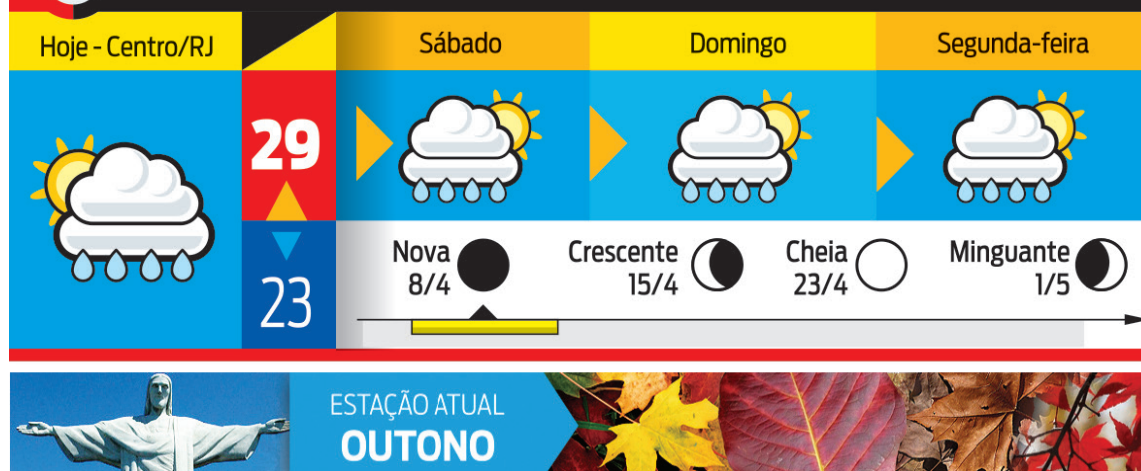 Hoje - Centro/RJ
29
23
Sábado
Domingo
Segunda-feira
Nova
8/4
Crescente
15/4
Cheia
23/4
Minguante
1/5
ESTAÇÃO ATUAL
OUTONO